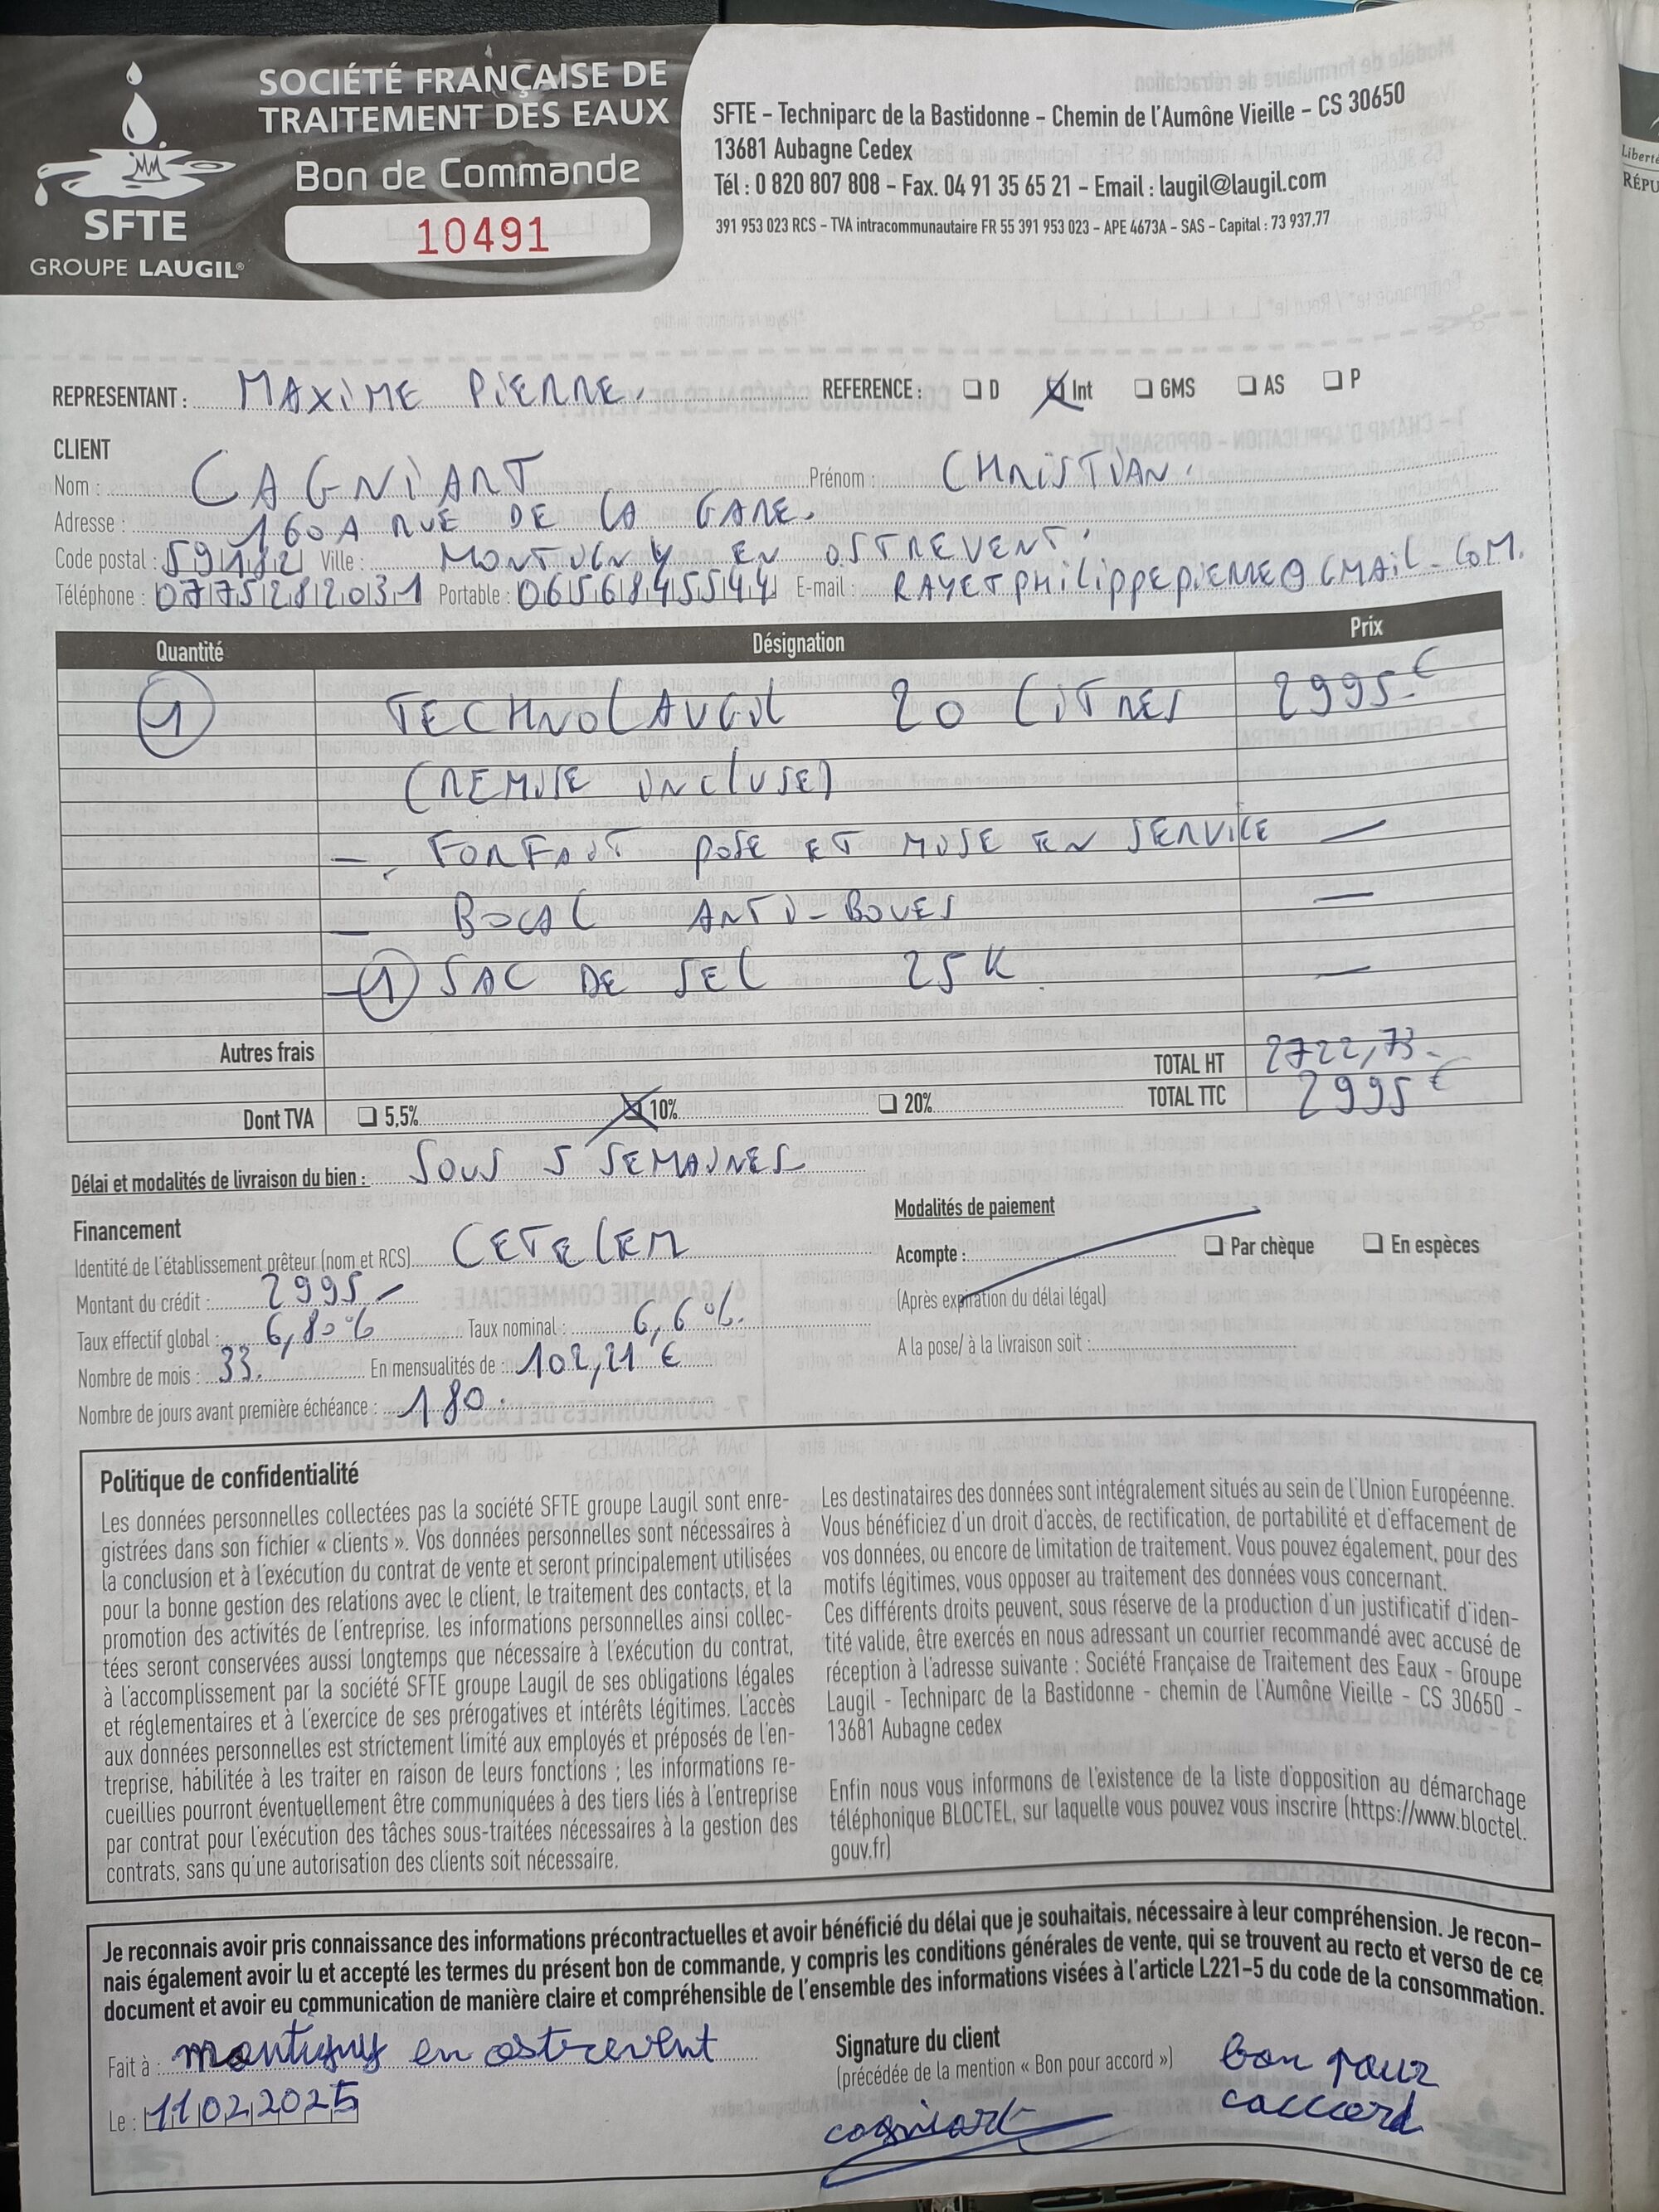 SOCIÉTÉ FRANÇAISE DE
TRAITEMENT DES EAUX
Bon de Commande
10491
SFTE
GROUPE LAUGIL®
SFTE – Techniparc de la Bastidonne – Chemin de l'Aumône Vieille – CS 30650
13681 Aubagne Cedex
Tél : 0 820 807 808 – Fax. 04 91 35 65 21 – Email : laugil@laugil.com
391 953 023 RCS – TVA intracommunautaire FR 55 391 953 023 – APE 4673A – SAS – Capital : 73 937,77
REPRESENTANT : MAXIME PIERRE. REFERENCE : ❑ D ☒ Int ❑ GMS ❑ AS ❑ P
CLIENT
Nom : CAGNIART Prénom : CHRISTIAN.
Adresse : 160A RUE DE LA GARE.
Code postal : 59182 Ville : MONTIGNY EN OSTREVENT.
Téléphone : 0775282031 Portable : 0656845544 E-mail : RAYETPHILIPPEPIERRE@GMAIL.COM.
Quantité Désignation Prix
1 TECHNOLAUGIL 20 LITRES 2995.€
(REMISE INCLUSE)
– FORFAIT POSE ET MISE EN SERVICE –
– BOCAL ANTI-BOUES –
– 1 SAC DE SEL 25K –
Autres frais TOTAL HT 2722,73.
Dont TVA ❑ 5,5% ☒ 10% ❑ 20% TOTAL TTC 2995€
Délai et modalités de livraison du bien : SOUS 5 SEMAINES
Financement
Identité de l'établissement prêteur (nom et RCS) CETELEM
Montant du crédit : 2995 –
Taux effectif global : 6,80% Taux nominal : 6,6%.
Nombre de mois : 33. En mensualités de : 102,21 €
Nombre de jours avant première échéance : 180.
Modalités de paiement
Acompte : ❑ Par chèque ❑ En espèces
(Après expiration du délai légal)
A la pose/ à la livraison soit :
Politique de confidentialité
Les données personnelles collectées pas la société SFTE groupe Laugil sont enre-
gistrées dans son fichier « clients ». Vos données personnelles sont nécessaires à
la conclusion et à l'exécution du contrat de vente et seront principalement utilisées
pour la bonne gestion des relations avec le client, le traitement des contacts, et la
promotion des activités de l'entreprise. les informations personnelles ainsi collec-
tées seront conservées aussi longtemps que nécessaire à l'exécution du contrat,
à l'accomplissement par la société SFTE groupe Laugil de ses obligations légales
et réglementaires et à l'exercice de ses prérogatives et intérêts légitimes. L'accès
aux données personnelles est strictement limité aux employés et préposés de l'en-
treprise, habilitée à les traiter en raison de leurs fonctions ; les informations re-
cueillies pourront éventuellement être communiquées à des tiers liés à l'entreprise
par contrat pour l'exécution des tâches sous-traitées nécessaires à la gestion des
contrats, sans qu'une autorisation des clients soit nécessaire.
Les destinataires des données sont intégralement situés au sein de l'Union Européenne.
Vous bénéficiez d'un droit d'accès, de rectification, de portabilité et d'effacement de
vos données, ou encore de limitation de traitement. Vous pouvez également, pour des
motifs légitimes, vous opposer au traitement des données vous concernant.
Ces différents droits peuvent, sous réserve de la production d'un justificatif d'iden-
tité valide, être exercés en nous adressant un courrier recommandé avec accusé de
réception à l'adresse suivante : Société Française de Traitement des Eaux – Groupe
Laugil - Techniparc de la Bastidonne - chemin de l'Aumône Vieille - CS 30650 -
13681 Aubagne cedex
Enfin nous vous informons de l'existence de la liste d'opposition au démarchage
téléphonique BLOCTEL, sur laquelle vous pouvez vous inscrire (https://www.bloctel.
gouv.fr)
Je reconnais avoir pris connaissance des informations précontractuelles et avoir bénéficié du délai que je souhaitais, nécessaire à leur compréhension. Je recon-
nais également avoir lu et accepté les termes du présent bon de commande, y compris les conditions générales de vente, qui se trouvent au recto et verso de ce
document et avoir eu communication de manière claire et compréhensible de l'ensemble des informations visées à l'article L221-5 du code de la consommation.
Fait à : montigny en ostrevent
Le : 11022025
Signature du client
(précédée de la mention « Bon pour accord »)
bon pour
l'accord
cagniart
Liberté
RÉPU